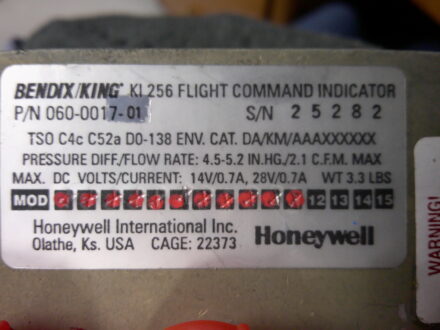 BENDIX/KING® KI 256 FLIGHT COMMAND INDICATOR
P/N 060-0017-01 S/N 25282
TSO C4c C52a D0-138 ENV. CAT. DA/KM/AAAXXXXXX
PRESSURE DIFF./FLOW RATE: 4.5-5.2 IN.HG./2.1 C.F.M. MAX
MAX. DC VOLTS/CURRENT: 14V/0.7A, 28V/0.7A WT 3.3 LBS
MOD 12 13 14 15
Honeywell International Inc.
Olathe, Ks. USA CAGE: 22373 Honeywell
WARNING!